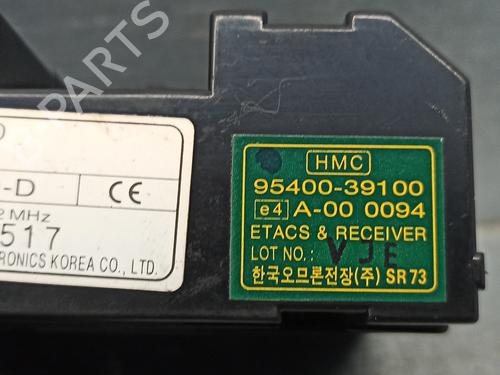 D
-D
CE
2 MHz
517
RONICS KOREA CO., LTD.
HMC
95400-39100
e4 A-00 0094
ETACS & RECEIVER
LOT NO.: VJE
한국오므론전장(주) SR73
B-PARTS